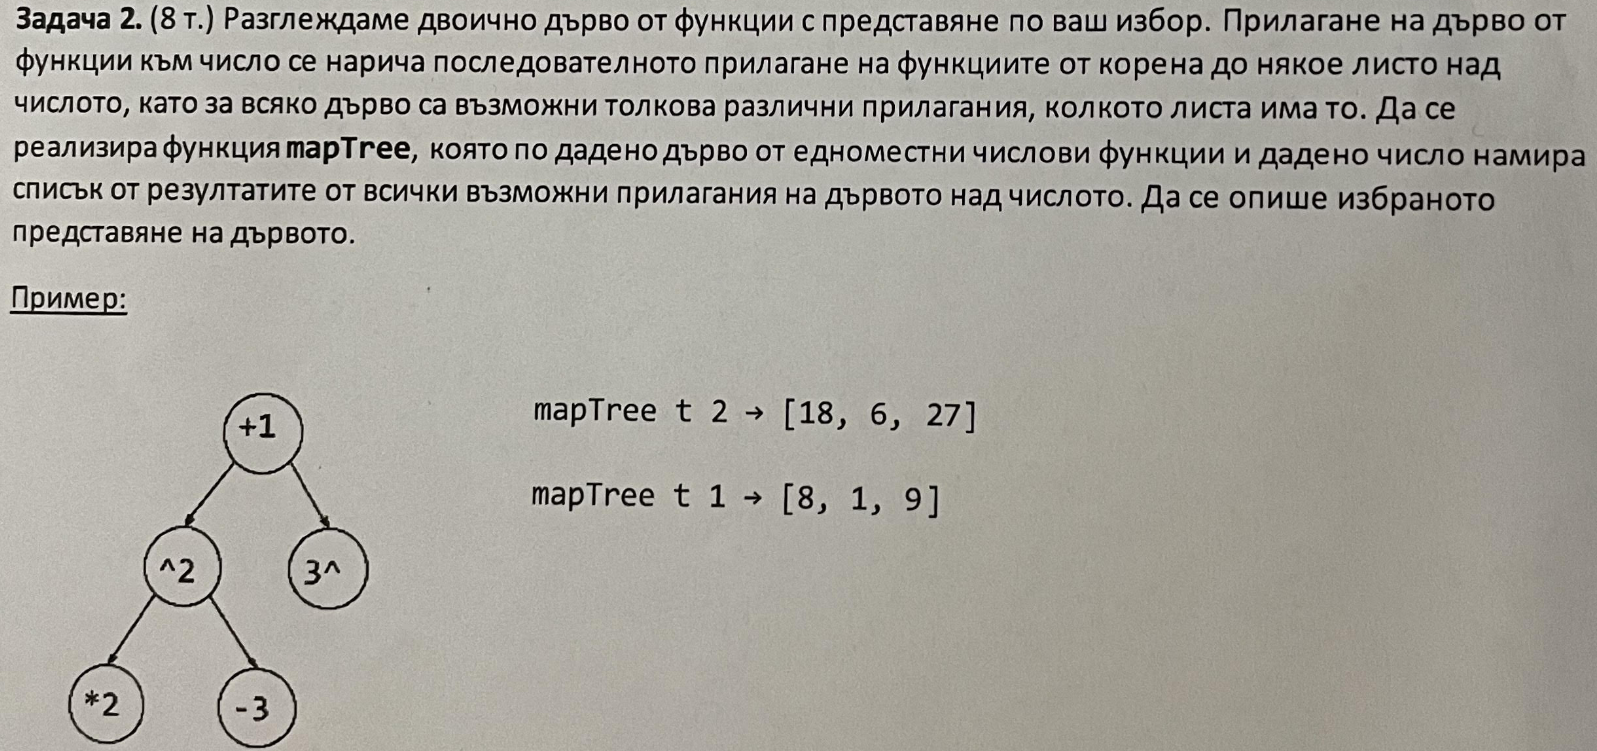 Задача 2. (8 т.) Разглеждаме двоично дърво от функции с представяне по ваш избор. Прилагане на дърво от
функции към число се нарича последователното прилагане на функциите от корена до някое листо над
числото, като за всяко дърво са възможни толкова различни прилагания, колкото листа има то. Да се
реализира функция mapTree, която по дадено дърво от едноместни числови функции и дадено число намира
списък от резултатите от всички възможни прилагания на дървото над числото. Да се опише избраното
представяне на дървото.
Пример:
+1
mapTree t 2 → [18, 6, 27]
mapTree t 1 → [8, 1, 9]
^2
3^
*2
-3